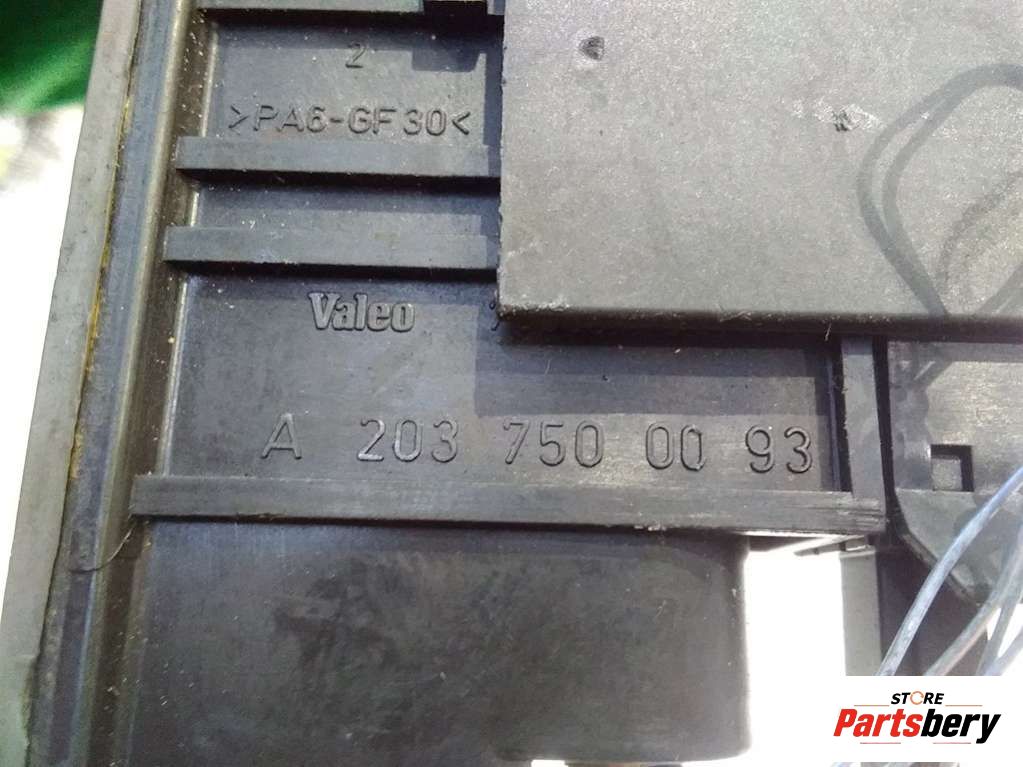 2
>PA6-GF30<
Valeo
A 203 750 00 93
STORE
Partsbery